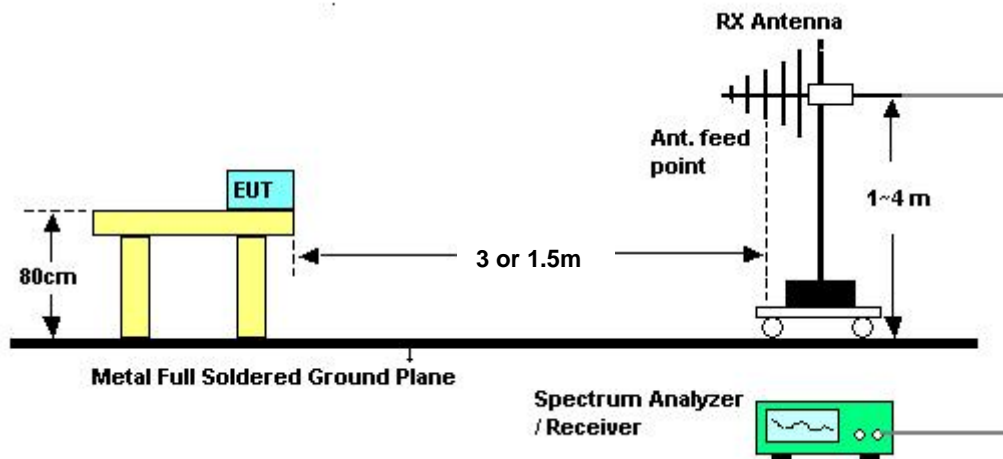 RX Antenna
Ant. feed
point
EUT
1~4 m
3 or 1.5m
80cm
Metal Full Soldered Ground Plane
Spectrum Analyzer
/ Receiver